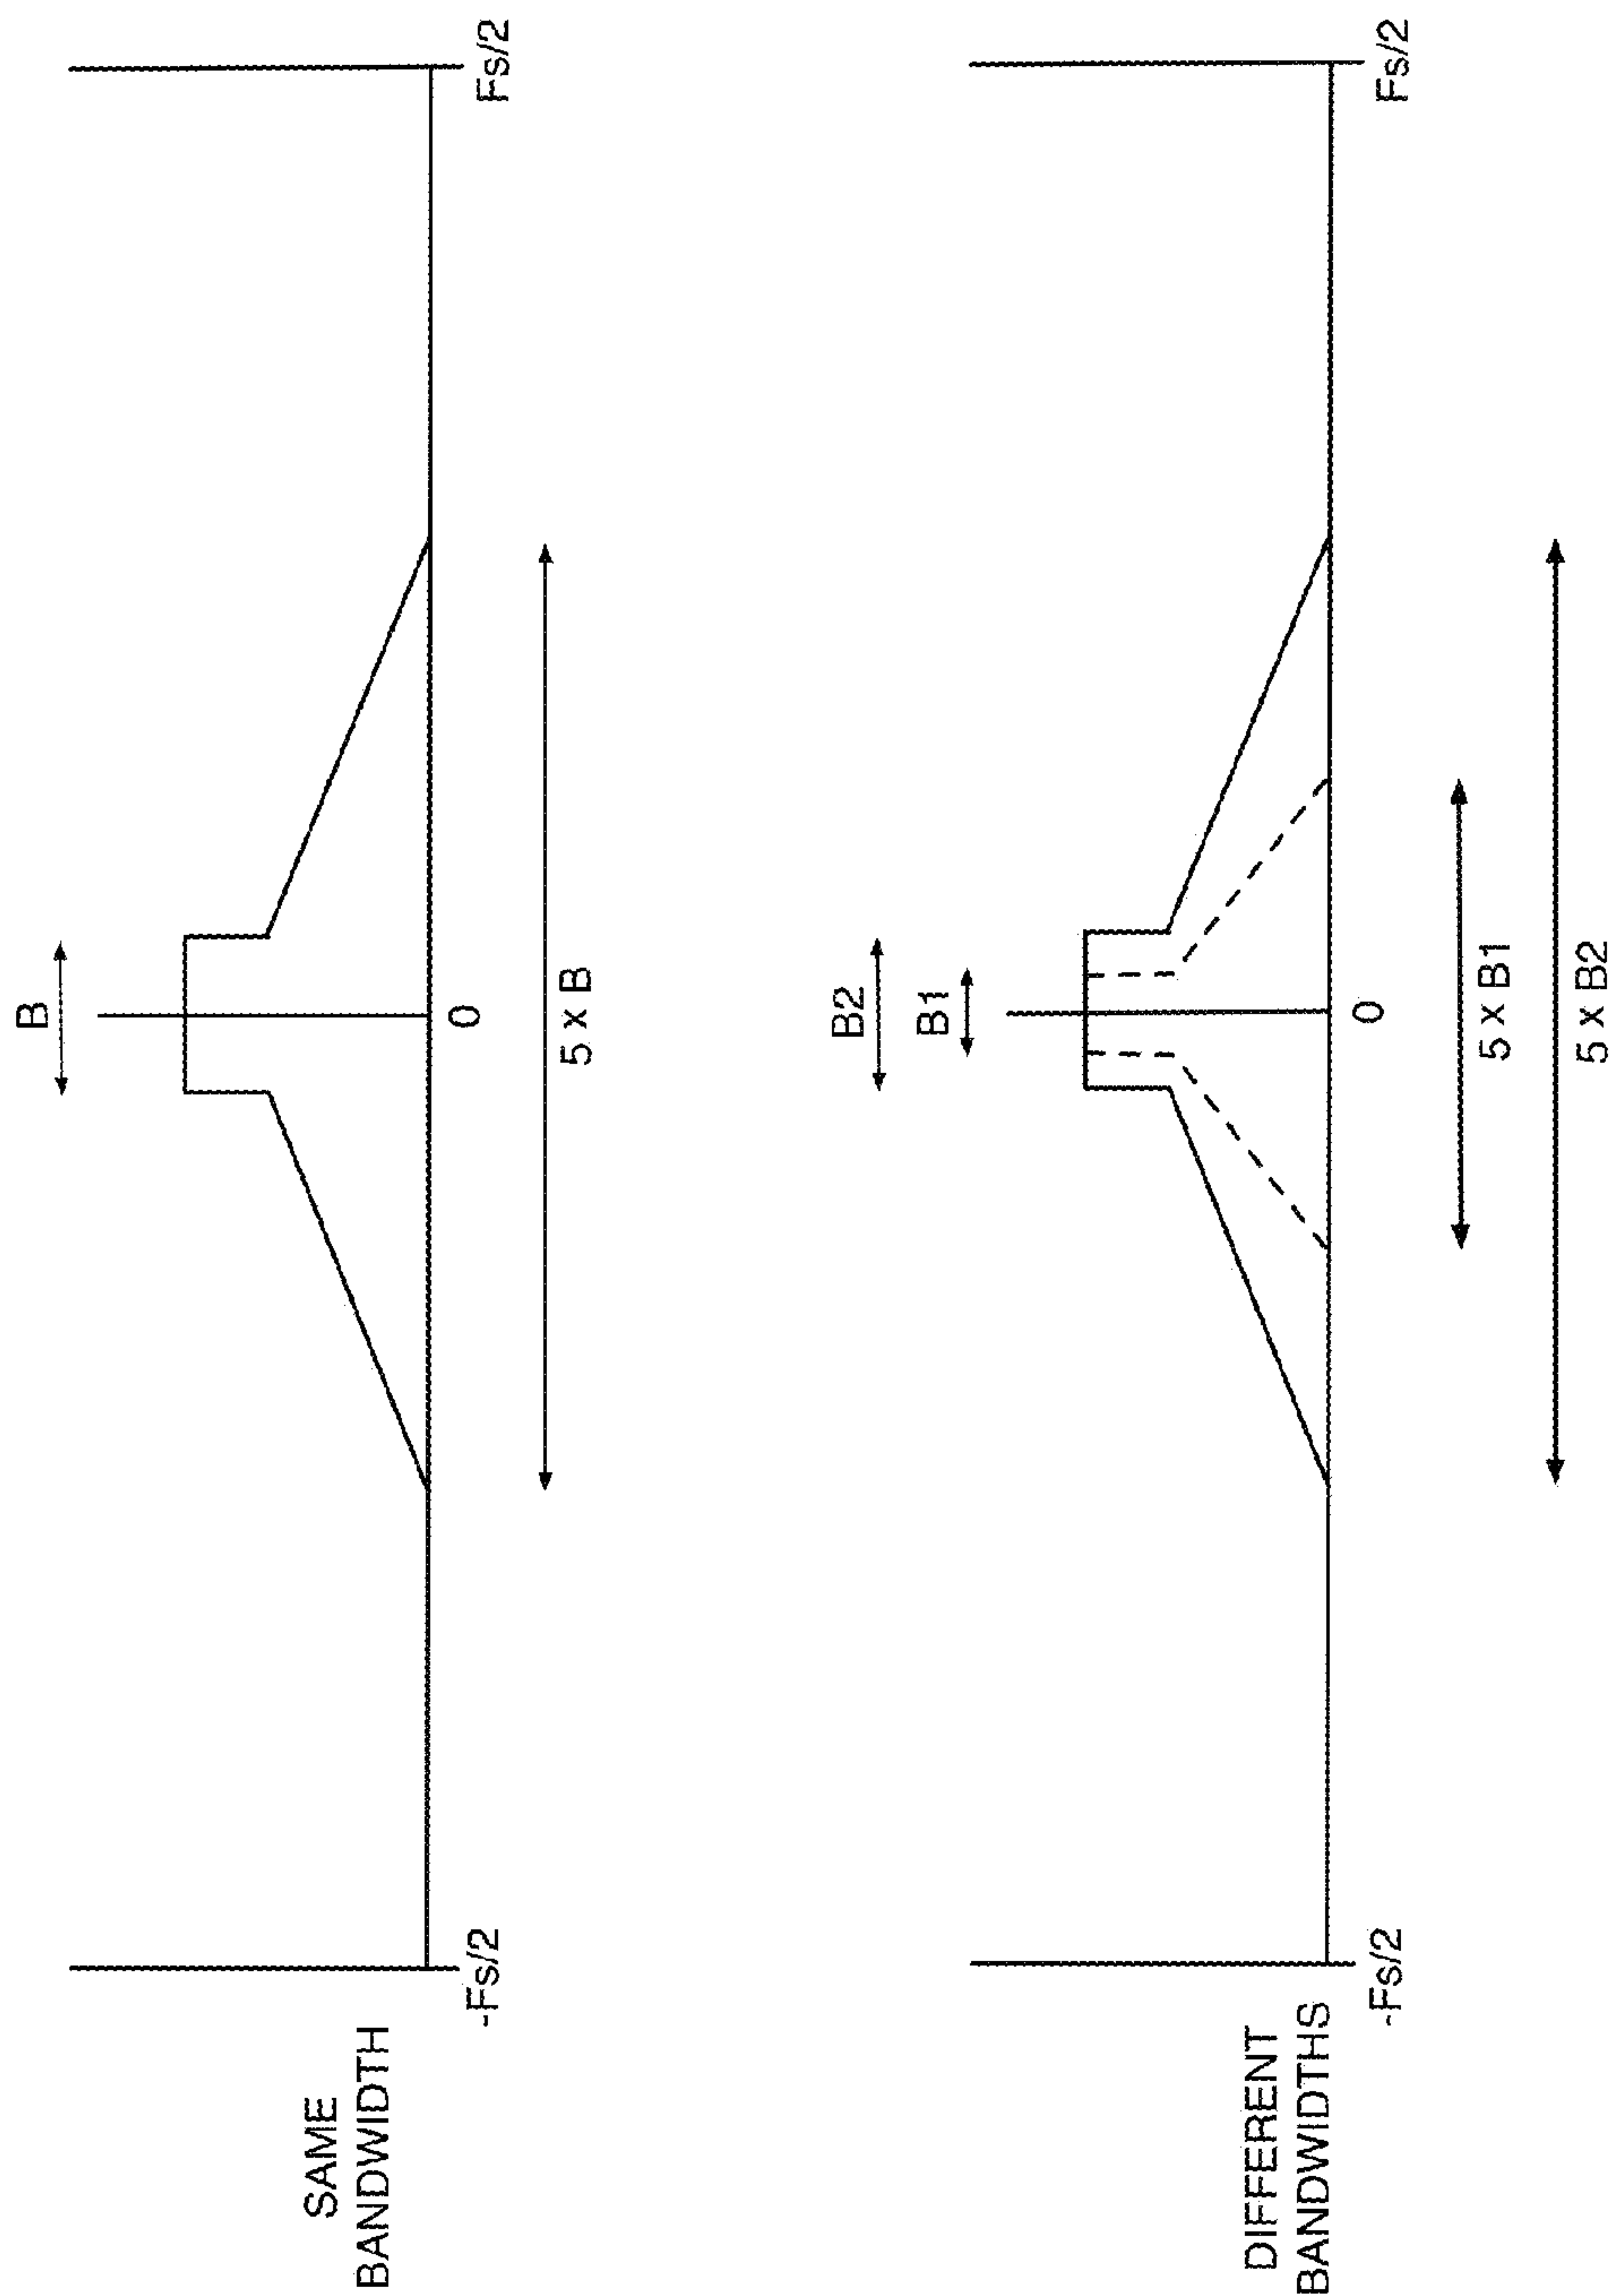 SAME
BANDWIDTH
B
-Fs/2
0
Fs/2
5 x B
DIFFERENT
BANDWIDTHS
B2
B1
-Fs/2
0
Fs/2
5 x B1
5 x B2